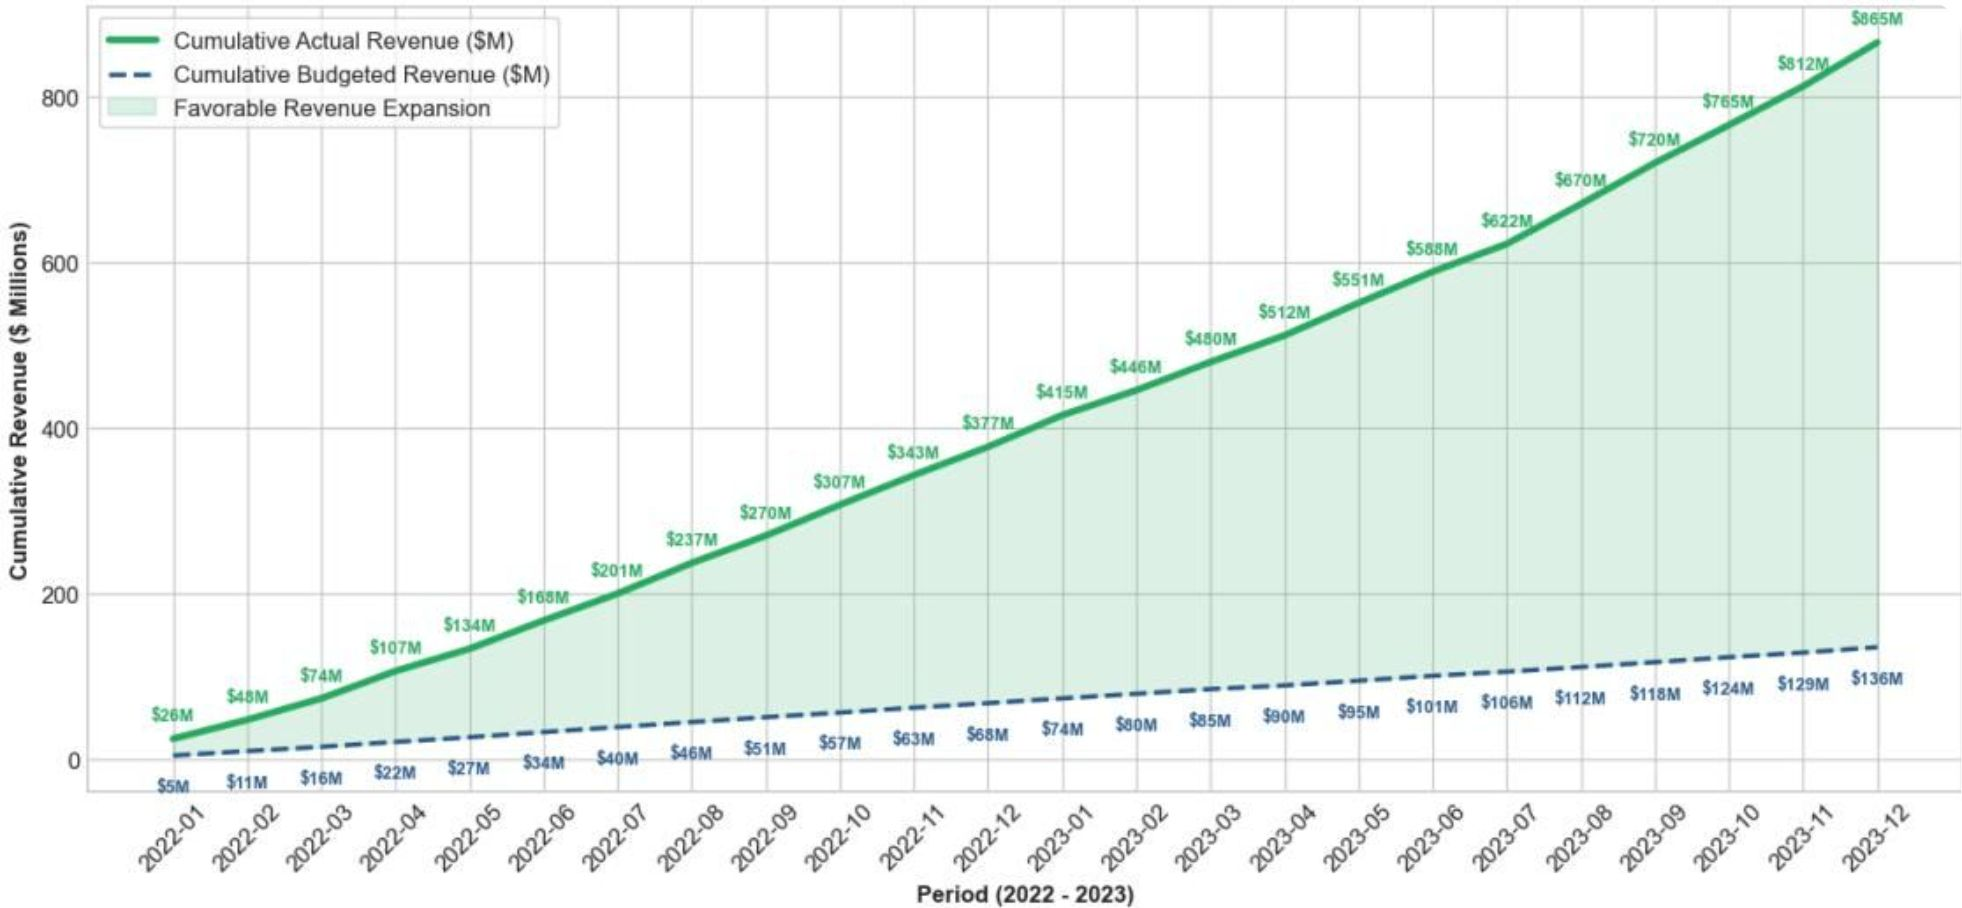 Cumulative Actual Revenue ($M)
Cumulative Budgeted Revenue ($M)
Favorable Revenue Expansion
Cumulative Revenue ($ Millions)
800
600
400
200
0
$26M
$48M
$74M
$107M
$134M
$168M
$201M
$237M
$270M
$307M
$343M
$377M
$415M
$446M
$480M
$512M
$551M
$588M
$622M
$670M
$720M
$765M
$812M
$865M
$5M
$11M
$16M
$22M
$27M
$34M
$40M
$46M
$51M
$57M
$63M
$68M
$74M
$80M
$85M
$90M
$95M
$101M
$106M
$112M
$118M
$124M
$129M
$136M
2022-01
2022-02
2022-03
2022-04
2022-05
2022-06
2022-07
2022-08
2022-09
2022-10
2022-11
2022-12
2023-01
2023-02
2023-03
2023-04
2023-05
2023-06
2023-07
2023-08
2023-09
2023-10
2023-11
2023-12
Period (2022 - 2023)